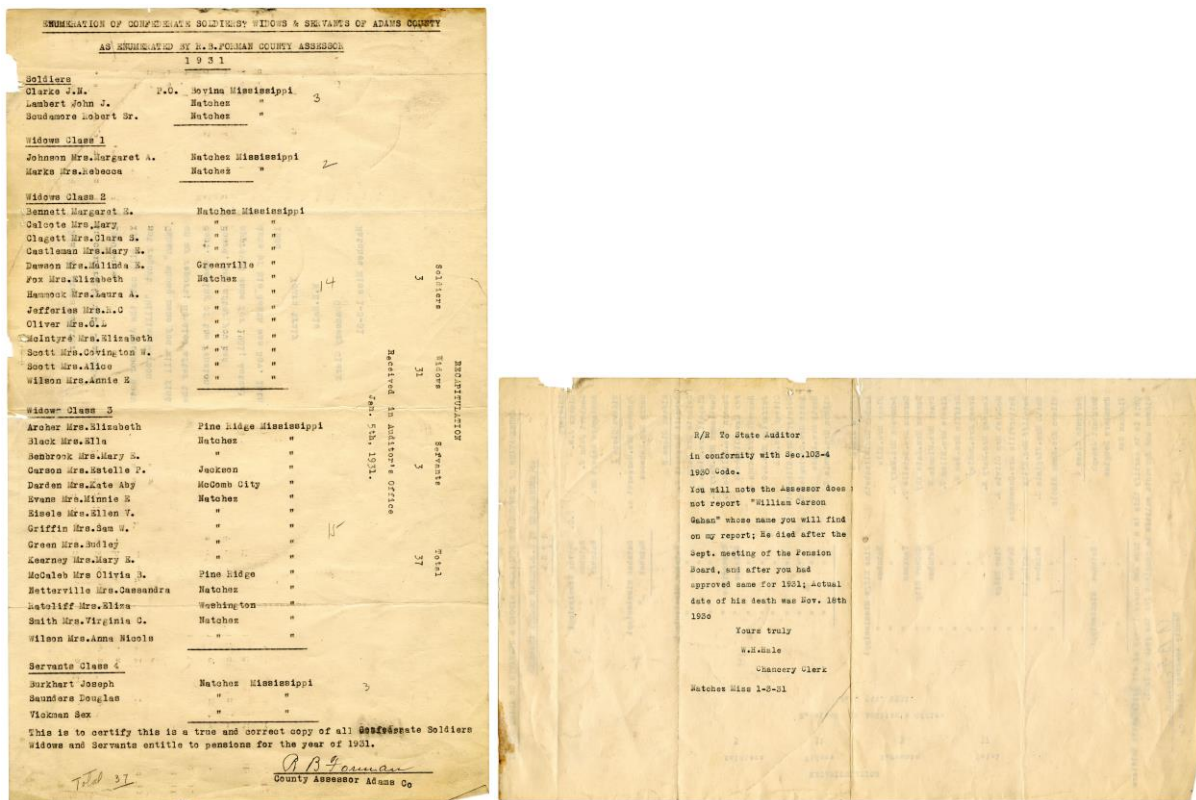 ENUMERATION OF CONFEDERATE SOLDIERS? WIDOWS & SERVANTS OF ADAMS COUNTY
AS ENUMERATED BY R.B.FORMAN COUNTY ASSESSOR
1931
Soldiers
Clarke J.N. P.O. Bovina Mississippi
Lambert John J. Natchez "
Scudamore Robert Sr. Natchez "
3
Widows Class 1
Johnson Mrs.Margaret A. Natchez Mississippi
Marks Mrs.Rebecca Natchez "
2
Widows Class 2
Bennett Margaret E. Natchez Mississippi
Calcote Mrs.Mary " "
Clagett Mrs.Clara S. " "
Castleman Mrs.Mary E. " "
Dawson Mrs.Malinda E. Greenville "
Fox Mrs.Elizabeth Natchez "
Hammock Mrs.Laura A. " "
Jefferies Mrs.R.C " "
Oliver Mrs.O.L " "
McIntyre Mrs.Elizabeth " "
Scott Mrs.Covington W. " "
Scott Mrs.Alice " "
Wilson Mrs.Annie E " "
14
Widows Class 3
Archer Mrs.Elizabeth Pine Ridge Mississippi
Black Mrs.Ella Natchez "
Benbrook Mrs.Mary E. " "
Carson Mrs.Estelle P. Jackson "
Darden Mrs.Kate Aby McComb City "
Evans Mrs.Minnie E Natchez "
Eisele Mrs.Ellen V. " "
Griffin Mrs.Sam W. " "
Green Mrs.Dudley " "
Kearney Mrs.Mary E. " "
McCaleb Mrs Olivia B. Pine Ridge "
Netterville Mrs.Cassandra Natchez "
Ratcliff Mrs.Eliza Washington "
Smith Mrs.Virginia C. Natchez "
Wilson Mrs.Anna Nicols " "
15
Servants Class 4
Burkhart Joseph Natchez Mississippi
Saunders Douglas " "
Vickman Sex " "
3
This is to certify this is a true and correct copy of all Confederate Soldiers
Widows and Servants entitle to pensions for the year of 1931.
R B Forman
County Assessor Adams Co
Total 37
RECAPITULATION
Soldiers Widows Servants Total
3 31 3 37
Received in Auditor's Office
Jan. 5th, 1931.
R/H To State Auditor
in conformity with Sec.103-4
1930 Code.
You will note the Assessor does
not report "William Carson
Gaham" whose name you will find
on my report; He died after the
Sept. meeting of the Pension
Board, and after you had
approved same for 1931; Actual
date of his death was Nov. 18th
1930
Yours truly
W.H.Hale
Chancery Clerk
Natchez Miss 1-3-31